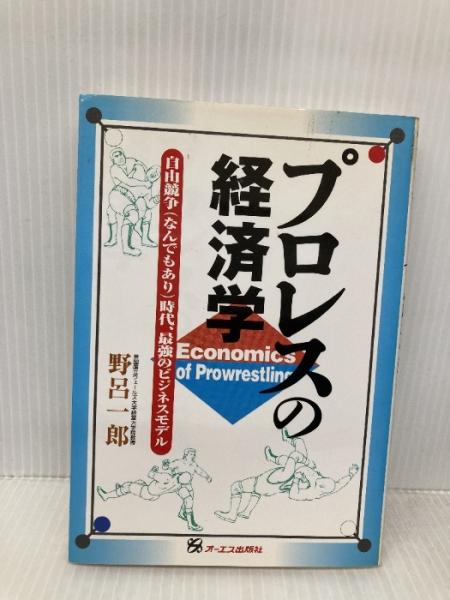 プロレスの
経済学
Economics
of Prowrestling
自由競争(なんでもあり)時代、最強のビジネスモデル
野呂一郎
オーエス出版社